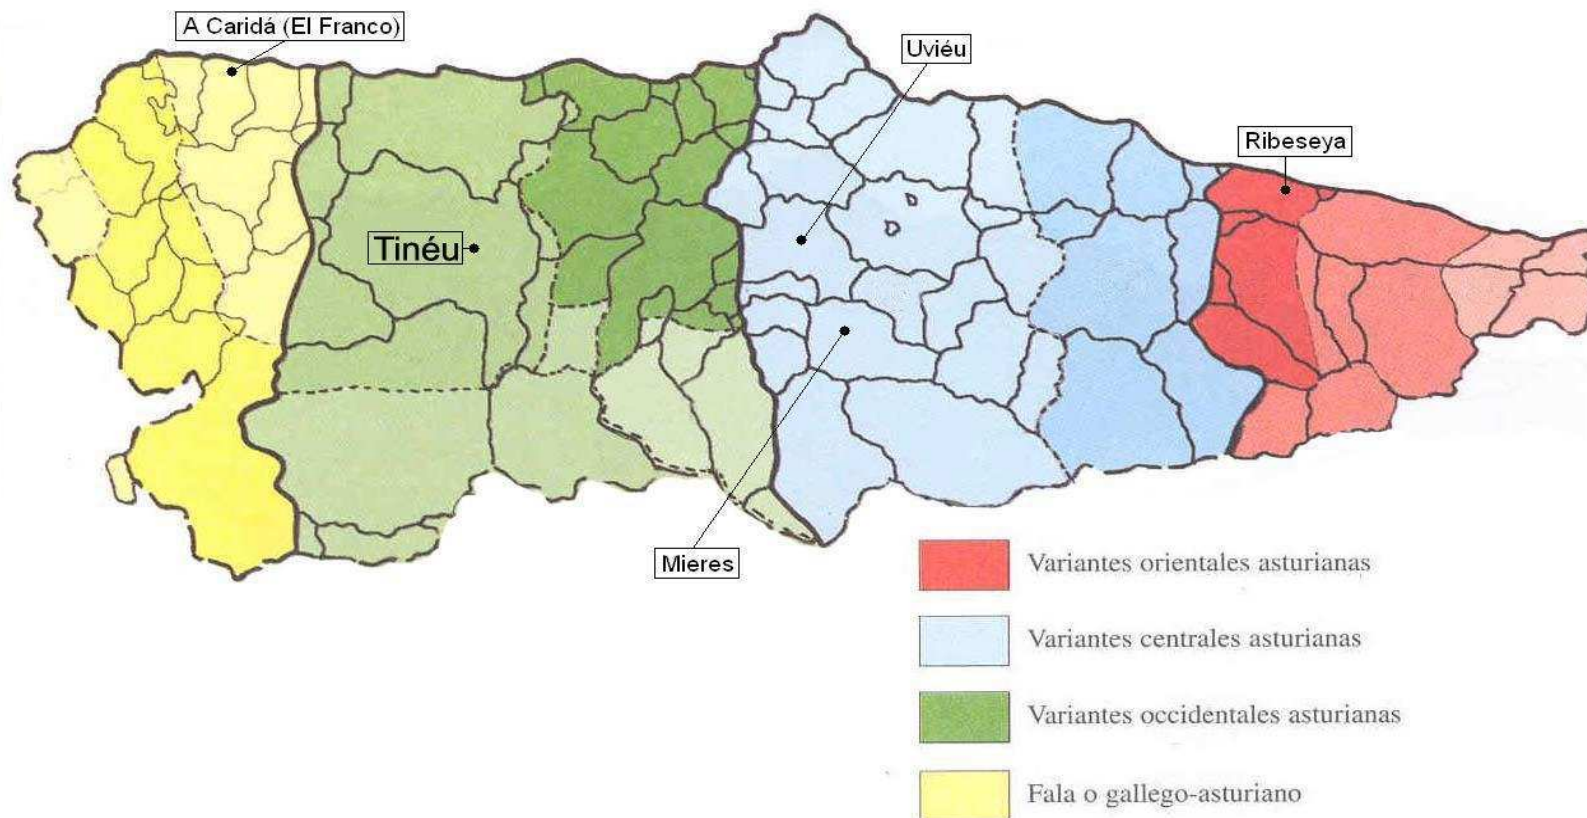 A Caridá (El Franco)
Uviéu
Ribeseya
Tinéu
Mieres
Variantes orientales asturianas
Variantes centrales asturianas
Variantes occidentales asturianas
Fala o gallego-asturiano